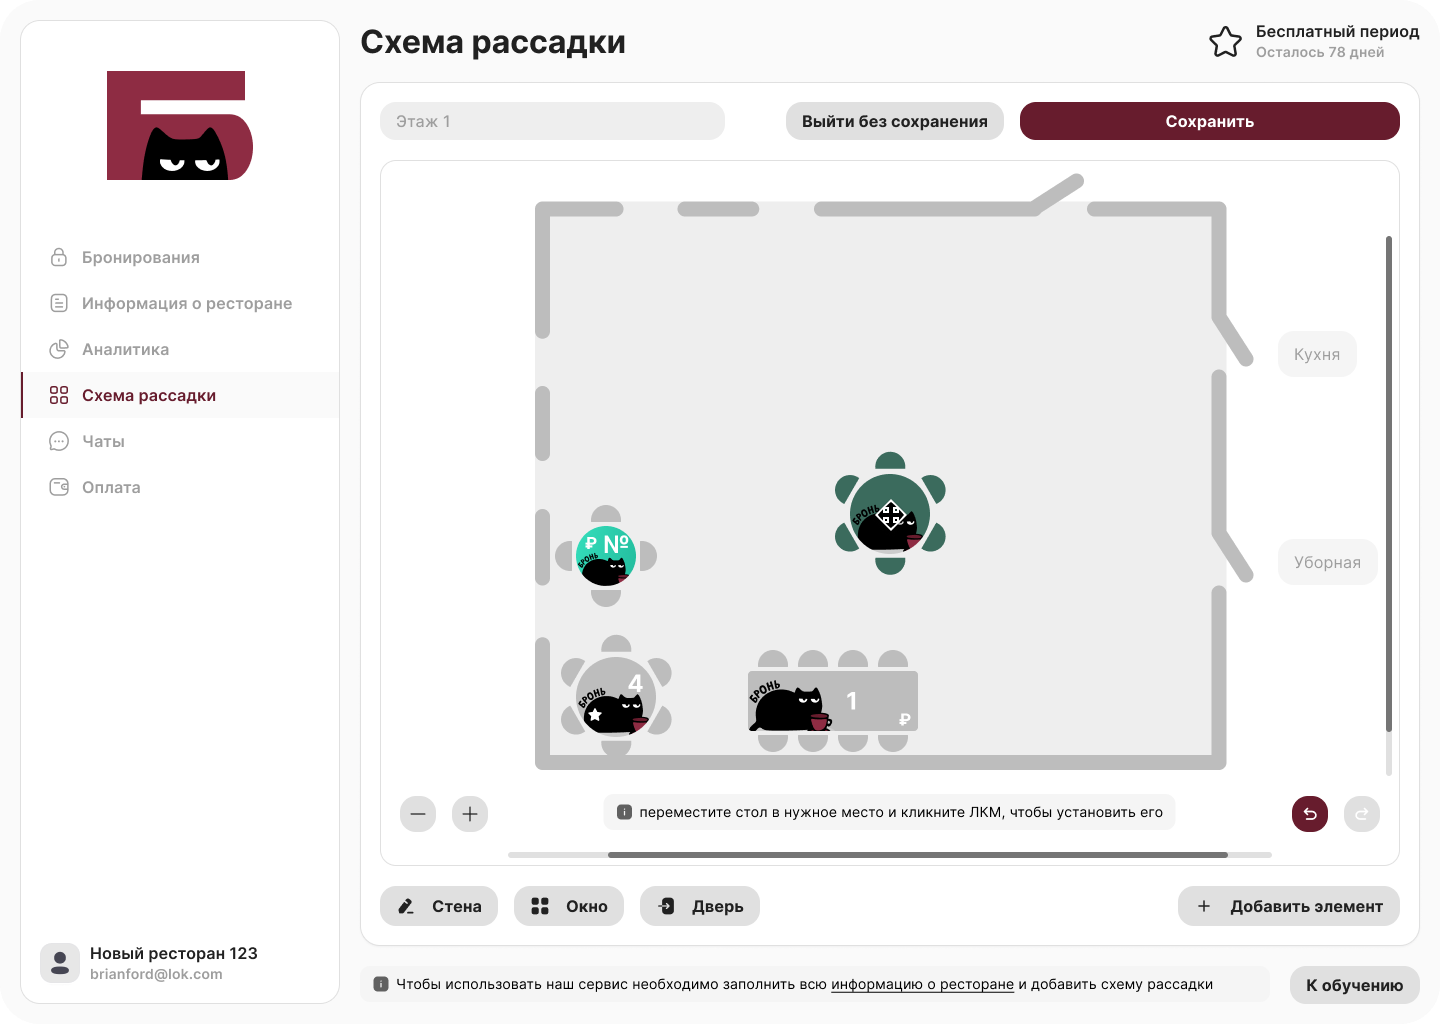 Схема рассадки
Бесплатный период
Осталось 78 дней
Б
Этаж 1
Выйти без сохранения
Сохранить
Бронирования
Информация о ресторане
Аналитика
Схема рассадки
Чаты
Оплата
Кухня
Уборная
БРОНЬ
₽ №
БРОНЬ
4
БРОНЬ
БРОНЬ
1
₽
переместите стол в нужное место и кликните ЛКМ, чтобы установить его
Стена
Окно
Дверь
Добавить элемент
Новый ресторан 123
brianford@lok.com
Чтобы использовать наш сервис необходимо заполнить всю информацию о ресторане и добавить схему рассадки
К обучению